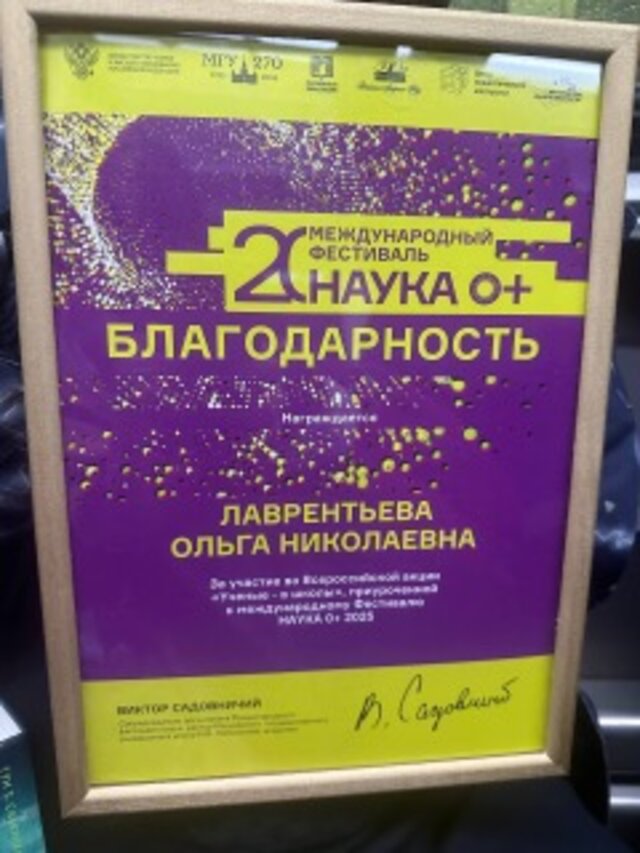 МГУ 270
20 МЕЖДУНАРОДНЫЙ
ФЕСТИВАЛЬ
НАУКА 0+
БЛАГОДАРНОСТЬ
Награждается
ЛАВРЕНТЬЕВА
ОЛЬГА НИКОЛАЕВНА
За участие во Всероссийской акции
«Ученые - в школы», приуроченной
к международному Фестивалю
НАУКА 0+ 2025
ВИКТОР САДОВНИЧИЙ
В. Садовничий